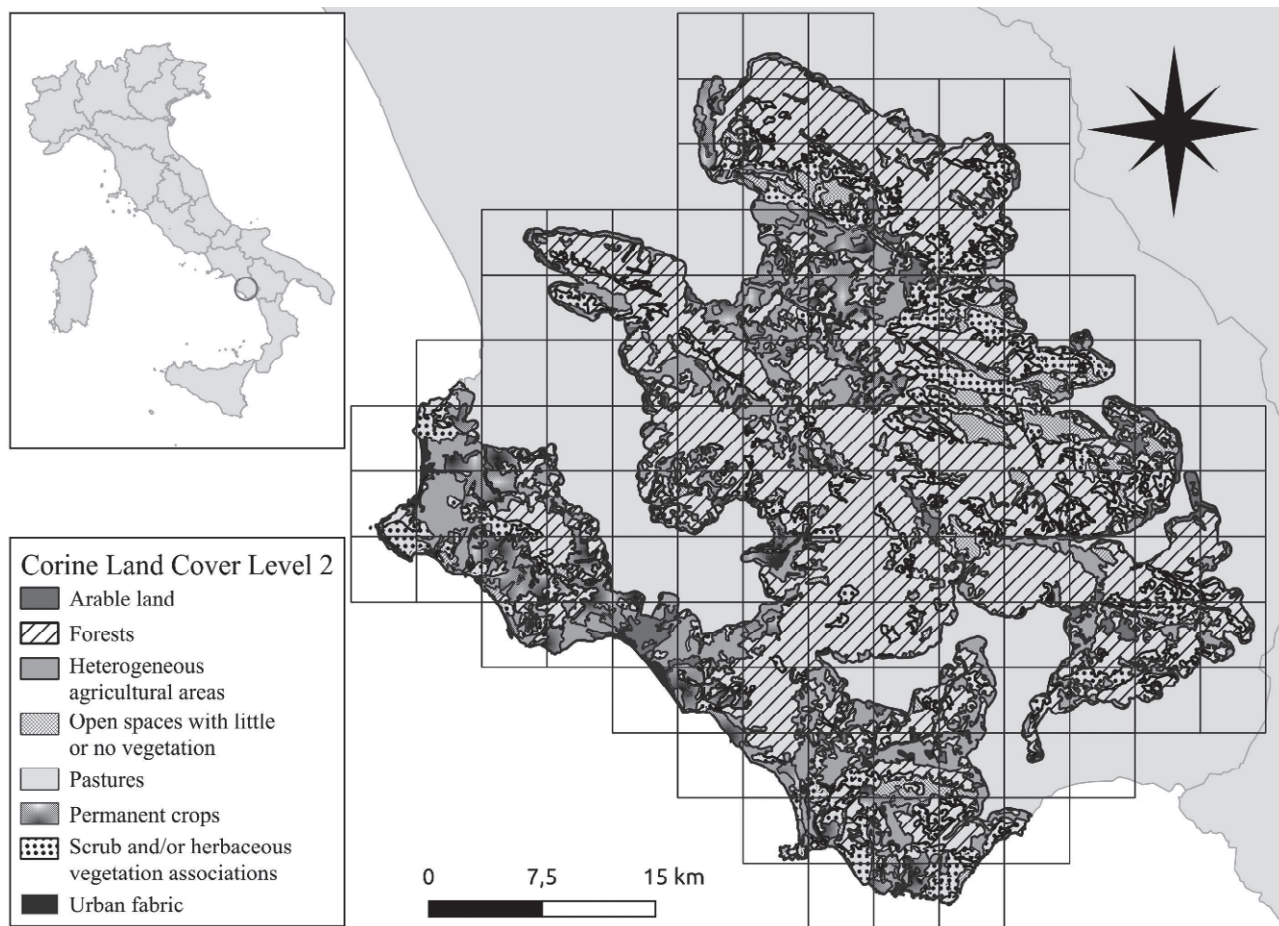 Corine Land Cover Level 2
Arable land
Forests
Heterogeneous
agricultural areas
Open spaces with little
or no vegetation
Pastures
Permanent crops
Scrub and/or herbaceous
vegetation associations
Urban fabric
0 7,5 15 km